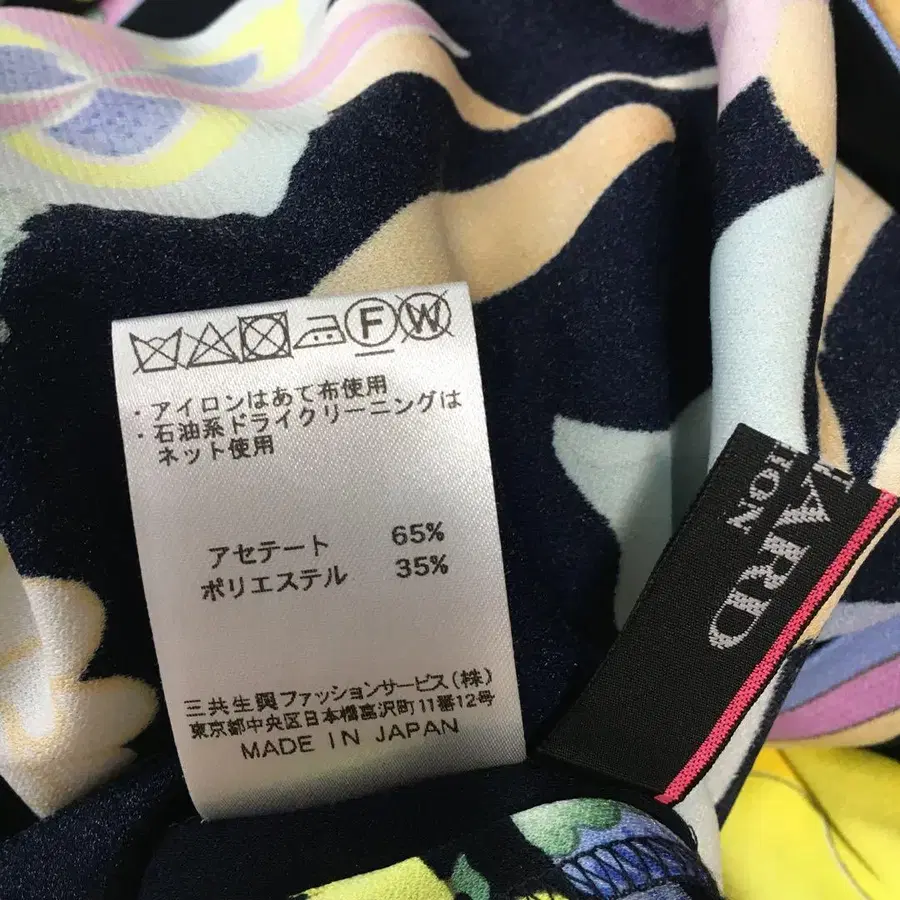 F W
・アイロンはあて布使用
・石油系ドライクリーニングは
ネット使用
アセテート 65%
ポリエステル 35%
三共生興ファッションサービス(株)
東京都中央区日本橋富沢町11番12号
MADE IN JAPAN
ARD
TION